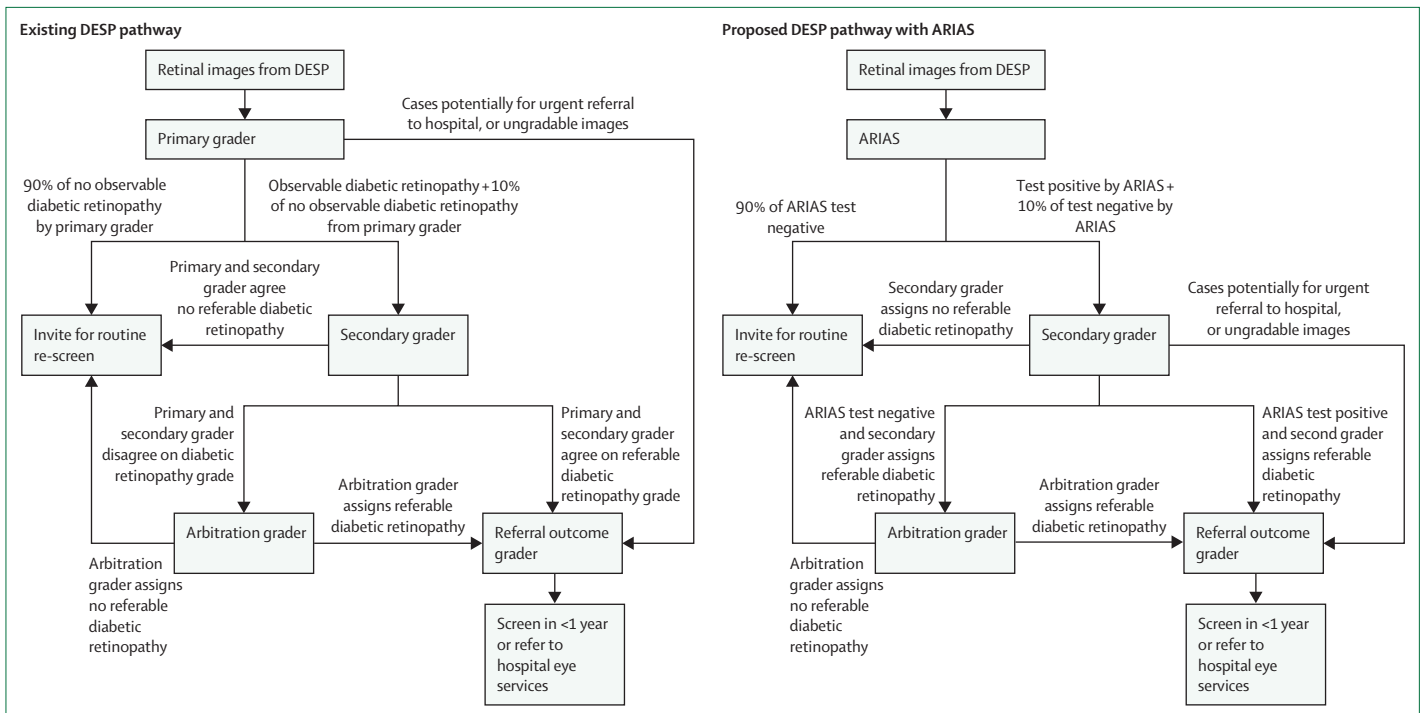 Existing DESP pathway
Retinal images from DESP
Primary grader
Cases potentially for urgent referral
to hospital, or ungradable images
90% of no observable
diabetic retinopathy
by primary grader
Observable diabetic retinopathy + 10%
of no observable diabetic retinopathy
from primary grader
Primary and secondary
grader agree
no referable diabetic
retinopathy
Invite for routine
re-screen
Secondary grader
Primary and
secondary grader
disagree on diabetic
retinopathy grade
Primary and
secondary grader
agree on referable
diabetic
retinopathy grade
Arbitration grader
assigns referable
diabetic retinopathy
Arbitration grader
Referral outcome
grader
Arbitration
grader assigns
no referable
diabetic
retinopathy
Screen in <1 year
or refer to
hospital eye
services
Proposed DESP pathway with ARIAS
Retinal images from DESP
ARIAS
90% of ARIAS test
negative
Test positive by ARIAS +
10% of test negative by
ARIAS
Secondary grader
assigns no referable
diabetic retinopathy
Cases potentially for urgent
referral to hospital,
or ungradable images
Invite for routine
re-screen
Secondary grader
ARIAS test negative
and secondary
grader assigns
referable diabetic
retinopathy
ARIAS test positive
and second grader
assigns referable
diabetic
retinopathy
Arbitration grader
assigns referable
diabetic retinopathy
Arbitration grader
Referral outcome
grader
Arbitration
grader assigns
no referable
diabetic
retinopathy
Screen in <1 year
or refer to
hospital eye
services